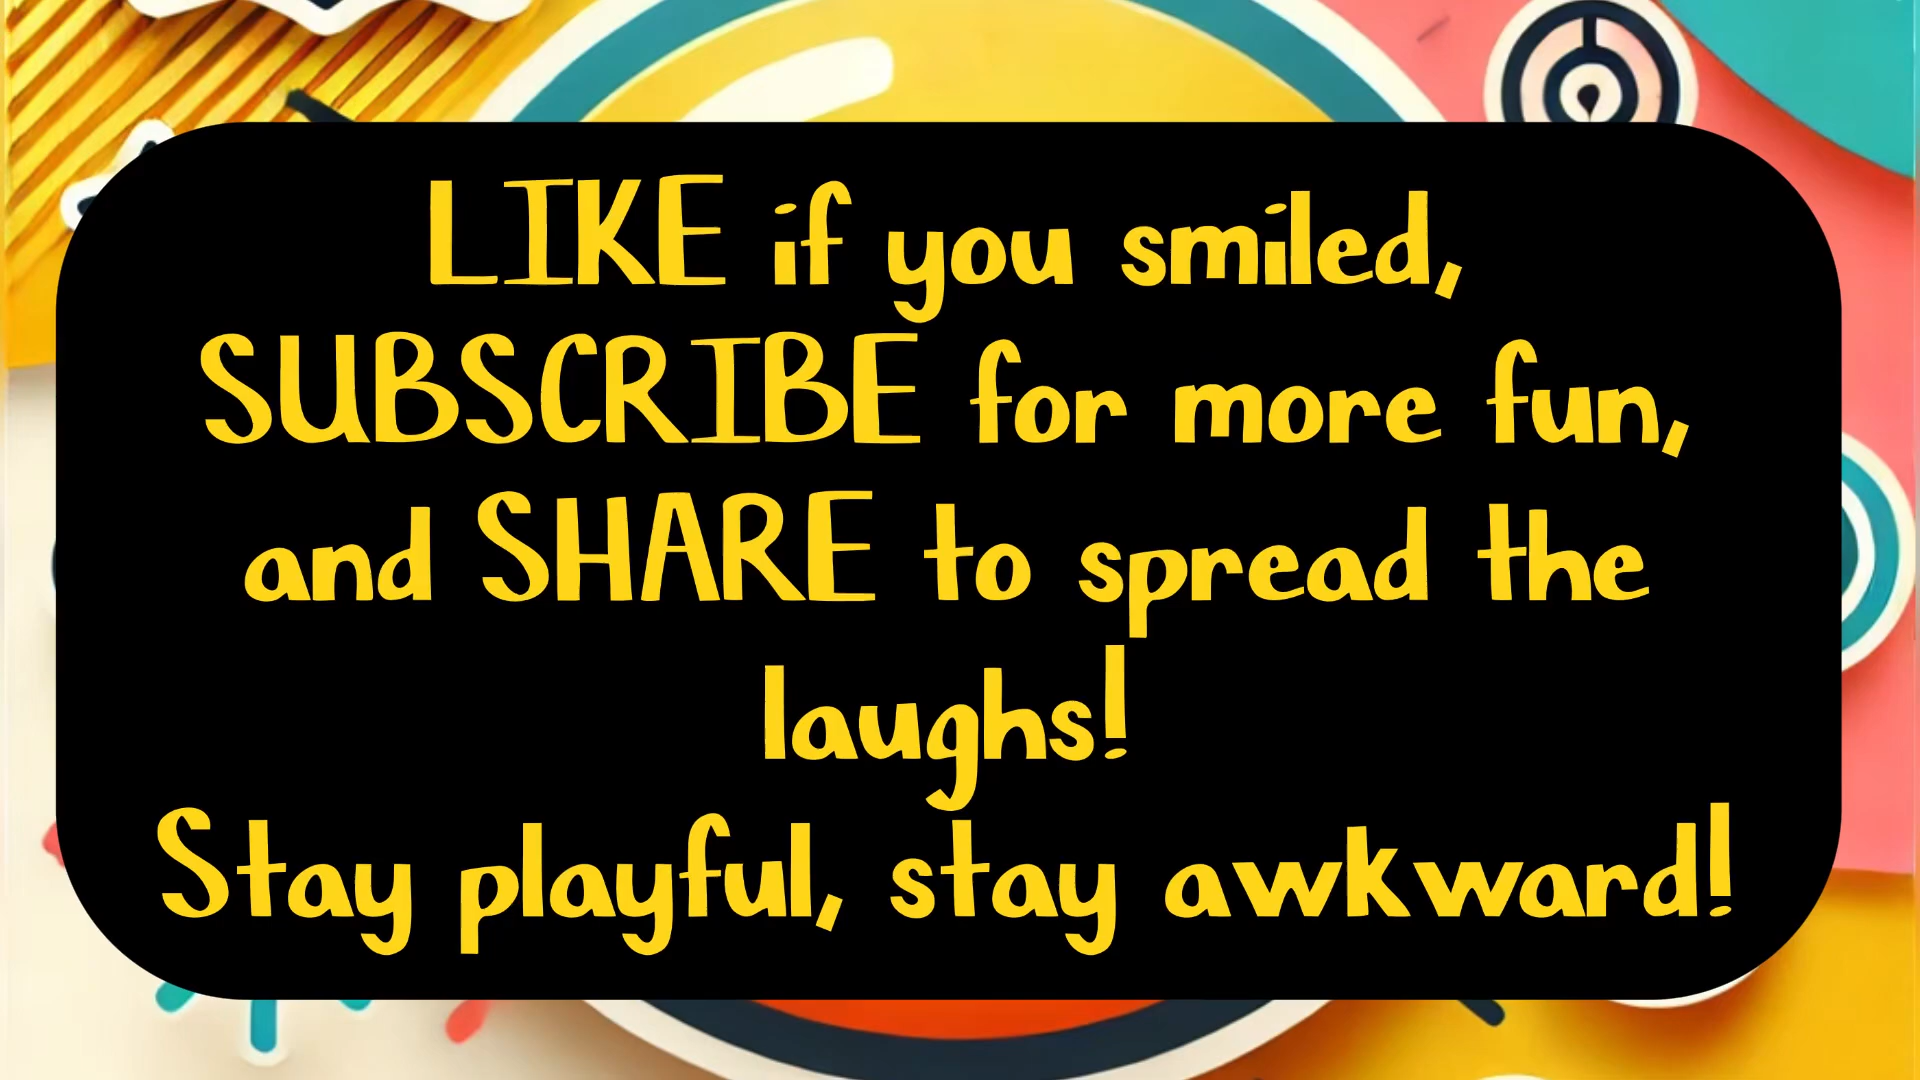 LIKE if you smiled,
SUBSCRIBE for more fun,
and SHARE to spread the
laughs!
Stay playful, stay awkward!